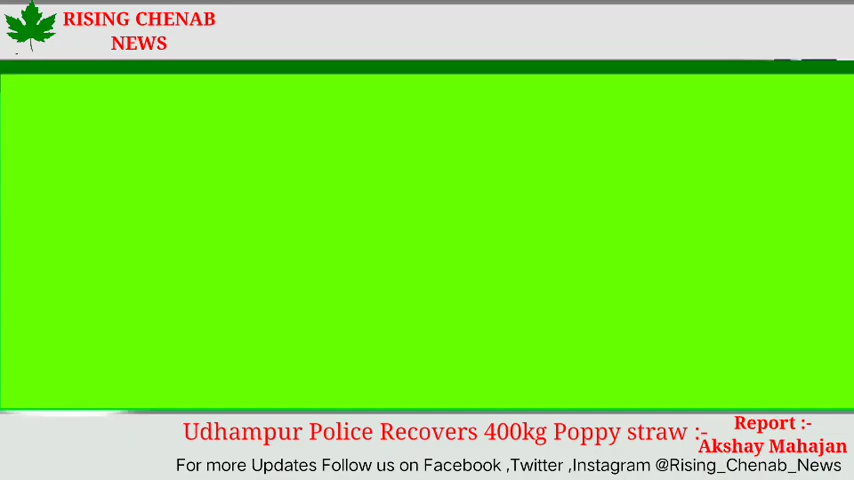 RISING CHENAB
NEWS
Udhampur Police Recovers 400kg Poppy straw :-
Report :-
Akshay Mahajan
For more Updates Follow us on Facebook ,Twitter ,Instagram @Rising_Chenab_News